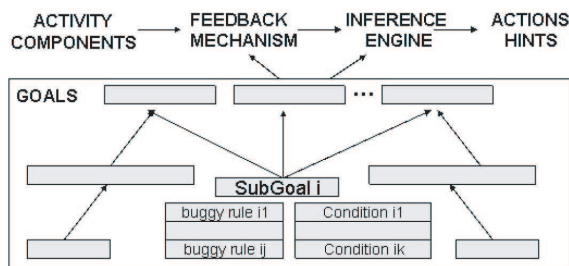 ACTIVITY COMPONENTS
FEEDBACK MECHANISM
INFERENCE ENGINE
ACTIONS HINTS
GOALS
...
SubGoal i
buggy rule i1 Condition i1
buggy rule ij Condition ik